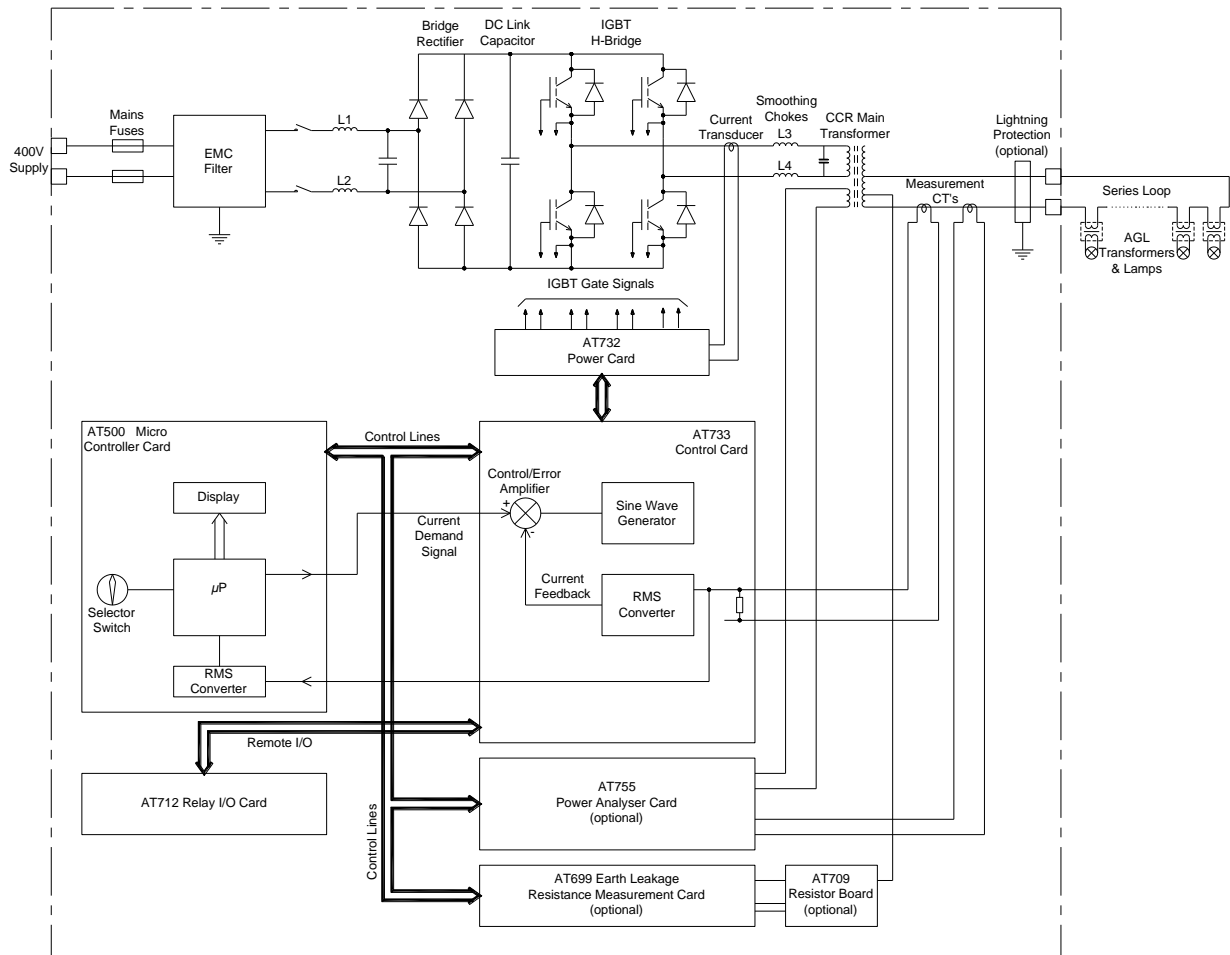 Bridge
Rectifier
DC Link
Capacitor
IGBT
H-Bridge
Mains
Fuses
400V
Supply
EMC
Filter
L1
L2
Current
Transducer
Smoothing
Chokes
L3
L4
CCR Main
Transformer
Lightning
Protection
(optional)
Measurement
CT's
Series Loop
AGL
Transformers
& Lamps
IGBT Gate Signals
AT732
Power Card
AT500 Micro
Controller Card
Control Lines
AT733
Control Card
Display
Control/Error
Amplifier
+
-
Sine Wave
Generator
Current
Demand
Signal
µP
Selector
Switch
Current
Feedback
RMS
Converter
RMS
Converter
Remote I/O
AT712 Relay I/O Card
Control Lines
AT755
Power Analyser Card
(optional)
AT699 Earth Leakage
Resistance Measurement Card
(optional)
AT709
Resistor Board
(optional)